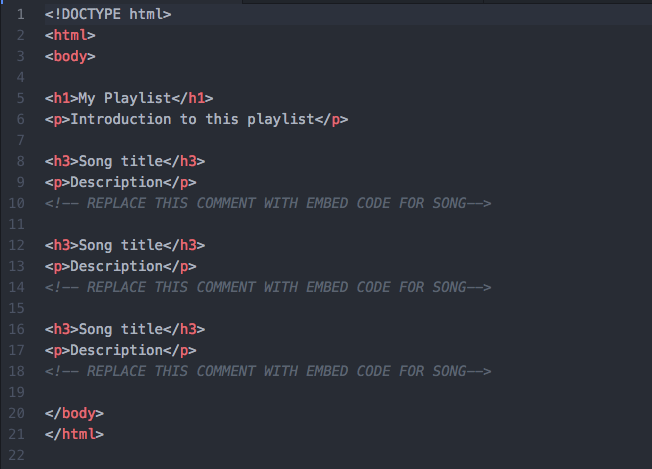 1 <!DOCTYPE html>
2 <html>
3 <body>
4
5 <h1>My Playlist</h1>
6 <p>Introduction to this playlist</p>
7
8 <h3>Song title</h3>
9 <p>Description</p>
10 <!-- REPLACE THIS COMMENT WITH EMBED CODE FOR SONG-->
11
12 <h3>Song title</h3>
13 <p>Description</p>
14 <!-- REPLACE THIS COMMENT WITH EMBED CODE FOR SONG-->
15
16 <h3>Song title</h3>
17 <p>Description</p>
18 <!-- REPLACE THIS COMMENT WITH EMBED CODE FOR SONG-->
19
20 </body>
21 </html>
22